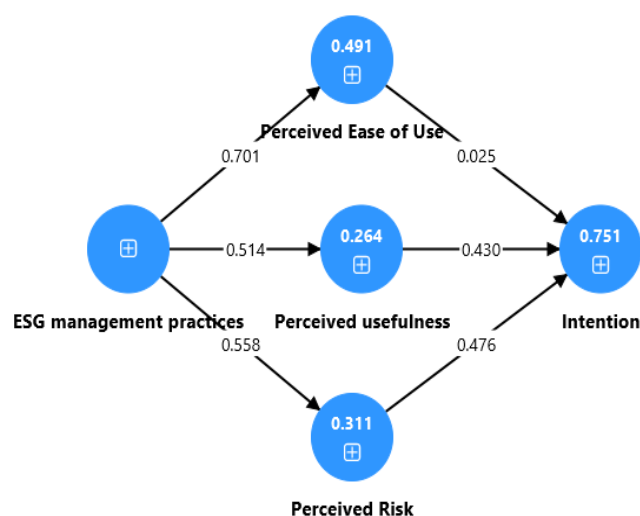 0.491
Perceived Ease of Use
0.701
0.025
ESG management practices
0.514
0.264
Perceived usefulness
0.430
0.751
Intention
0.558
0.476
0.311
Perceived Risk